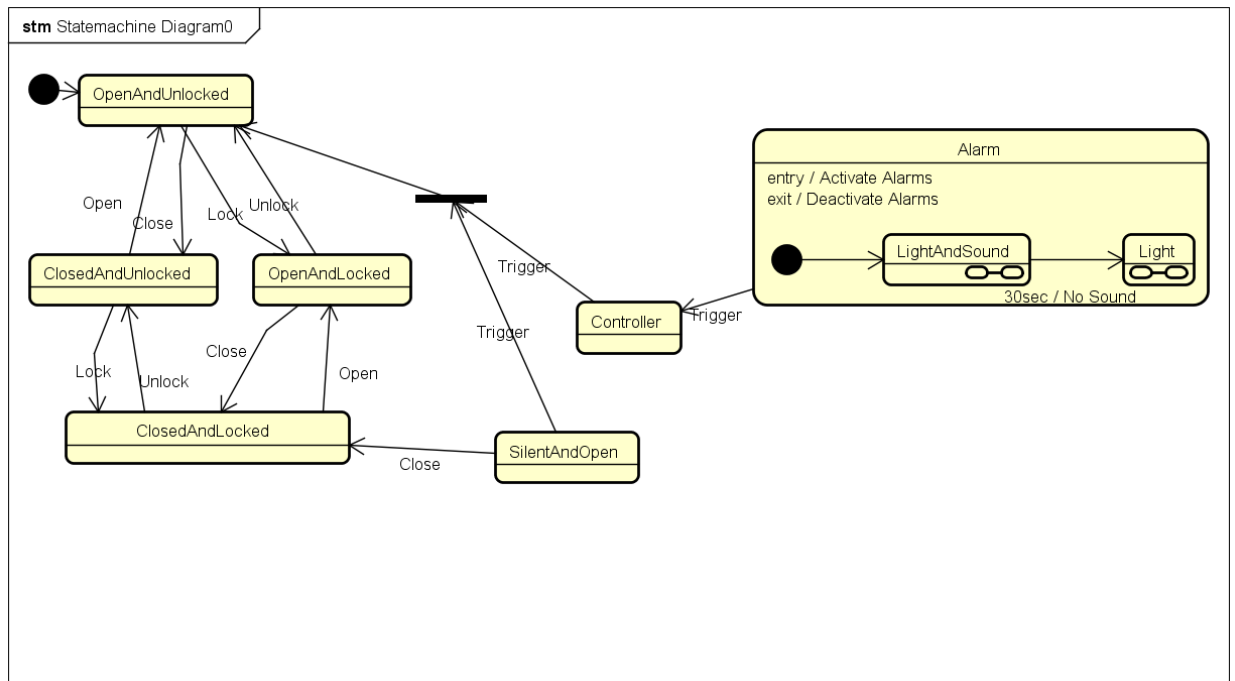 stm Statemachine Diagram0
OpenAndUnlocked
Alarm
entry / Activate Alarms
exit / Deactivate Alarms
Open
Close
Lock
Unlock
LightAndSound
Light
ClosedAndUnlocked
OpenAndLocked
Trigger
30sec / No Sound
Controller
Trigger
Trigger
Close
Lock
Unlock
Open
ClosedAndLocked
SilentAndOpen
Close